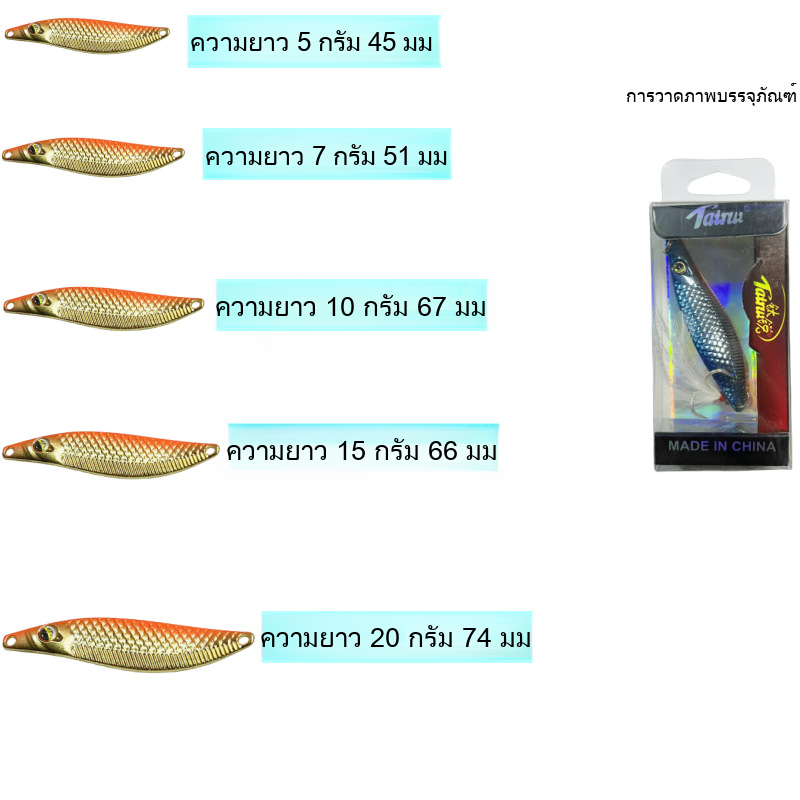 ความยาว 5 กรัม 45 มม
การวาดภาพบรรจุภัณฑ์
ความยาว 7 กรัม 51 มม
Tairui
Tairui
ความยาว 10 กรัม 67 มม
ความยาว 15 กรัม 66 มม
MADE IN CHINA
ความยาว 20 กรัม 74 มม